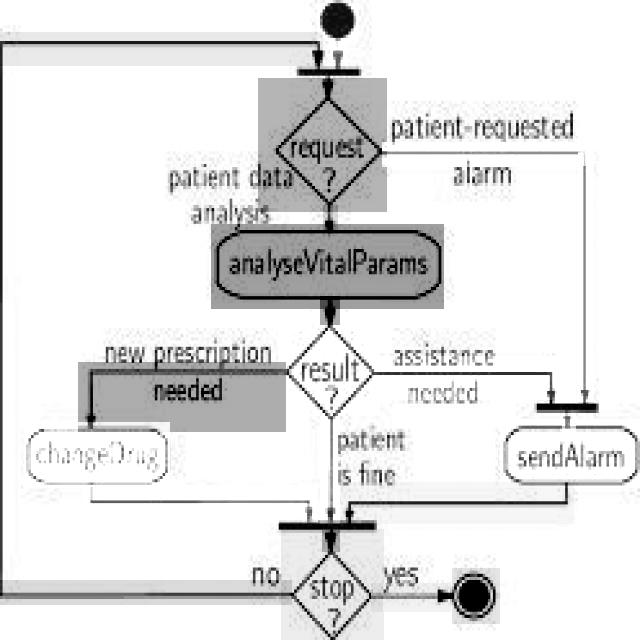 request
?
patient-requested
alarm
patient data
analysis
analyseVitalParams
new prescription
needed
result
?
assistance
needed
changeDrug
patient
is fine
sendAlarm
no
stop
?
yes